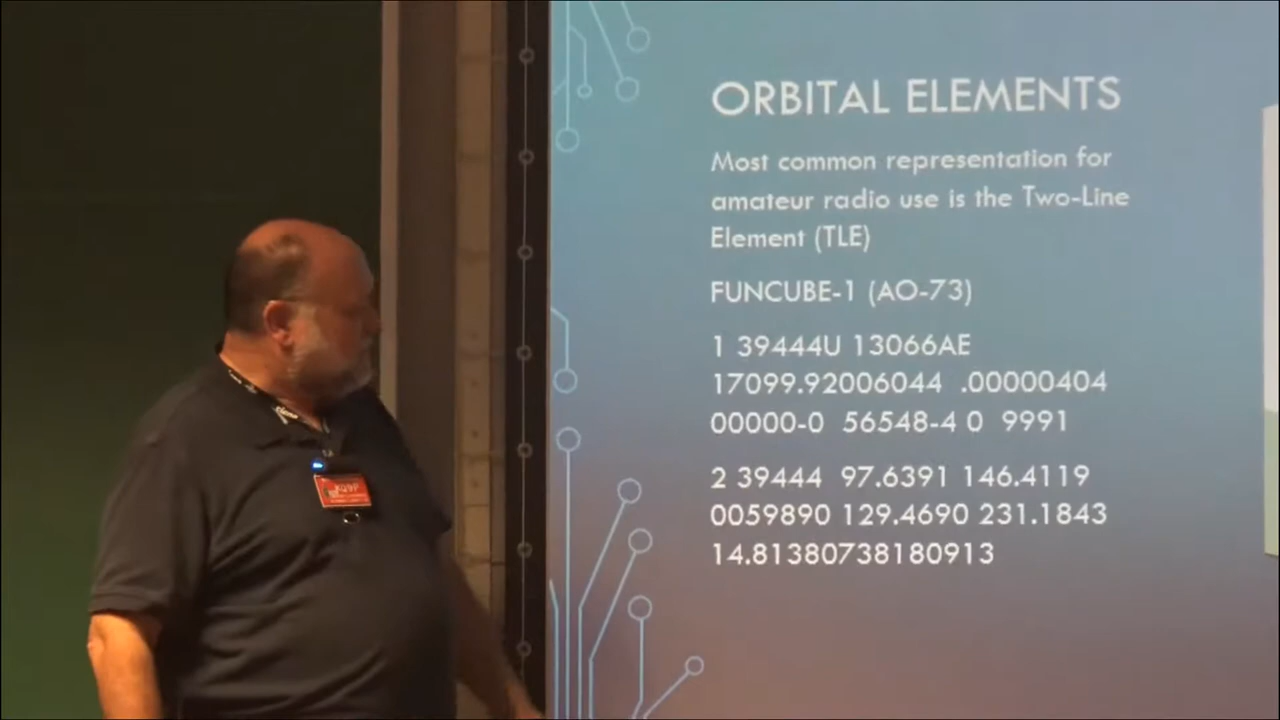 ORBITAL ELEMENTS
Most common representation for
amateur radio use is the Two-Line
Element (TLE)
FUNCUBE-1 (AO-73)
1 39444U 13066AE
17099.92006044 .00000404
00000-0 56548-4 0 9991
2 39444 97.6391 146.4119
0059890 129.4690 231.1843
14.81380738180913